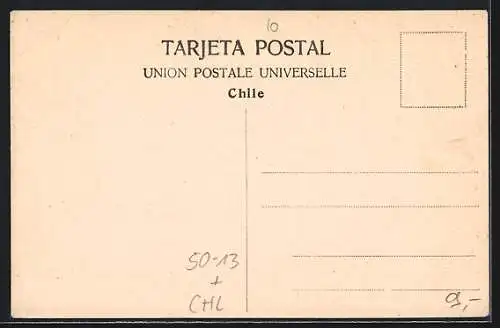 10
TARJETA POSTAL
UNION POSTALE UNIVERSELLE
Chile
50-13
+
CHL
9,-